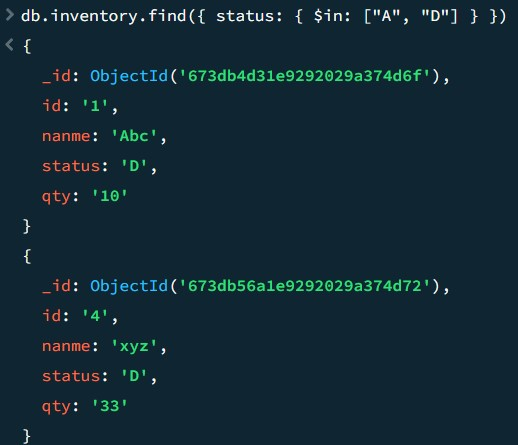 > db.inventory.find({ status: { $in: ["A", "D"] } })
< {
_id: ObjectId('673db4d31e9292029a374d6f'),
id: '1',
nanme: 'Abc',
status: 'D',
qty: '10'
}
{
_id: ObjectId('673db56a1e9292029a374d72'),
id: '4',
nanme: 'xyz',
status: 'D',
qty: '33'
}